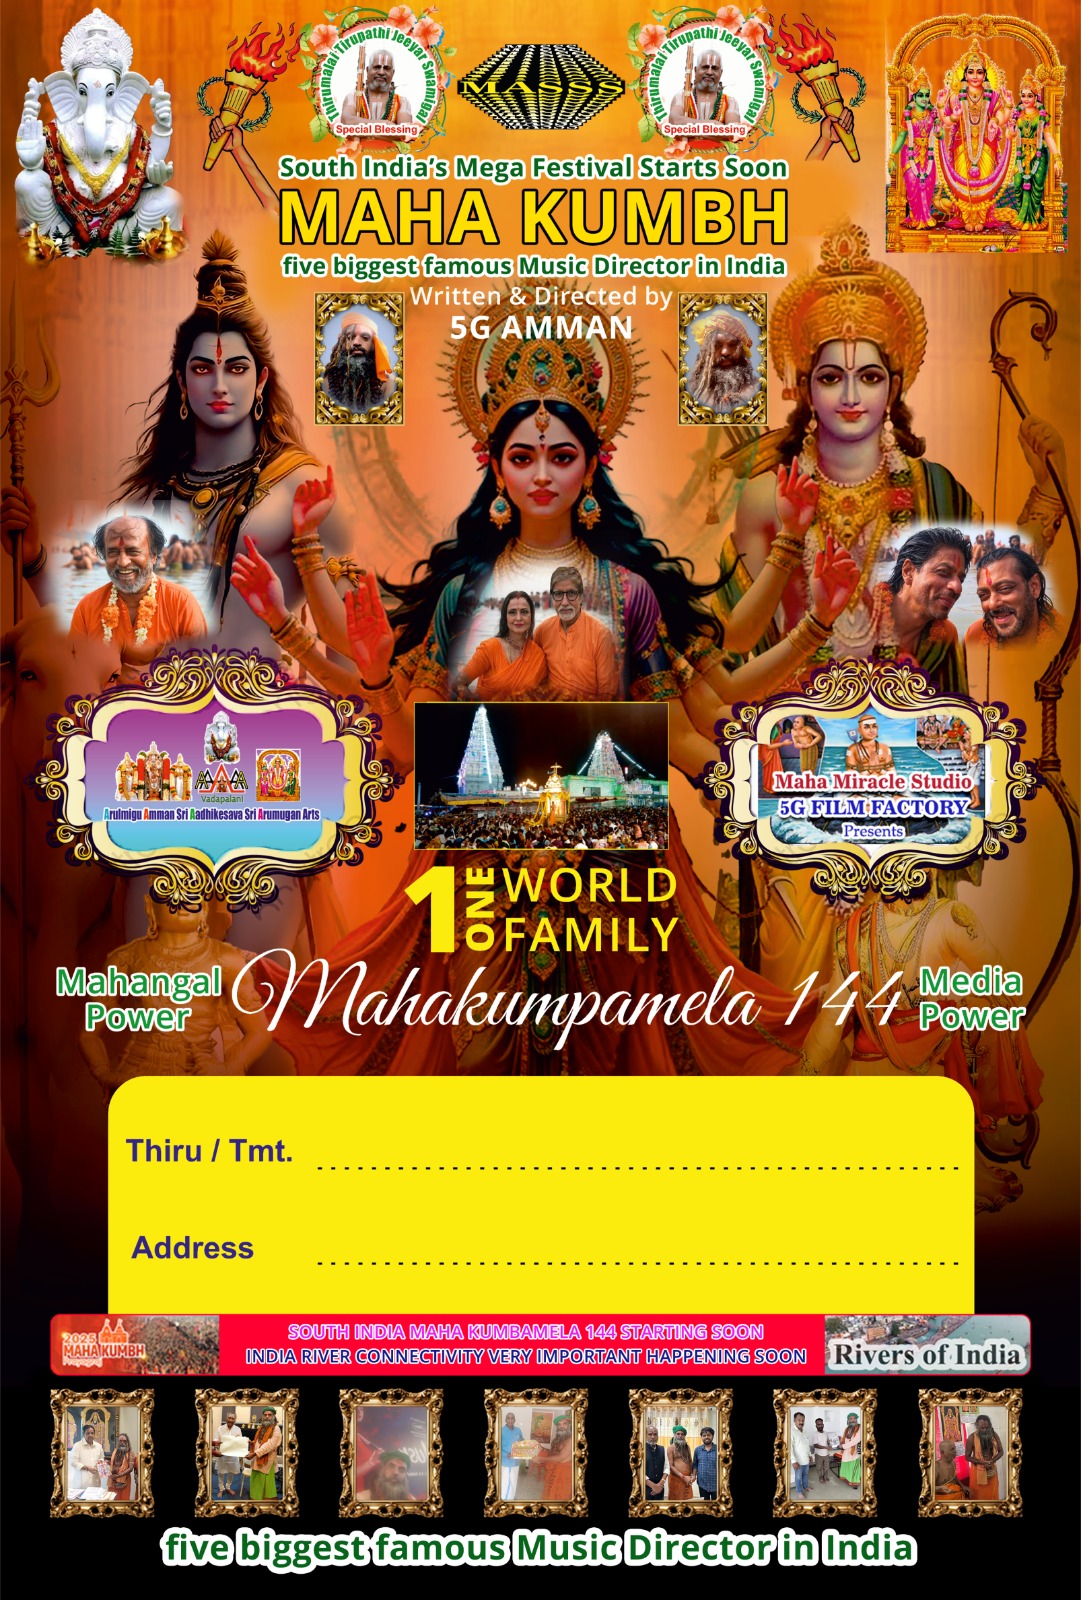 Thirumalai Tirupathi Jeeyar Swamigal
Special Blessing
MASSS
Thirumalai Tirupathi Jeeyar Swamigal
Special Blessing
South India's Mega Festival Starts Soon
MAHA KUMBH
five biggest famous Music Director in India
Written & Directed by
5G AMMAN
Vadapalani
Arulmigu Amman Sri Aadhikesava Sri Arumugan Arts
Maha Miracle Studio
5G FILM FACTORY
Presents
1 ONE WORLD
FAMILY
Mahangal
Power
Mahakumpamela 144
Media
Power
Thiru / Tmt.
Address
2025
MAHA KUMBH
SOUTH INDIA MAHA KUMBAMELA 144 STARTING SOON
INDIA RIVER CONNECTIVITY VERY IMPORTANT HAPPENING SOON
Rivers of India
five biggest famous Music Director in India